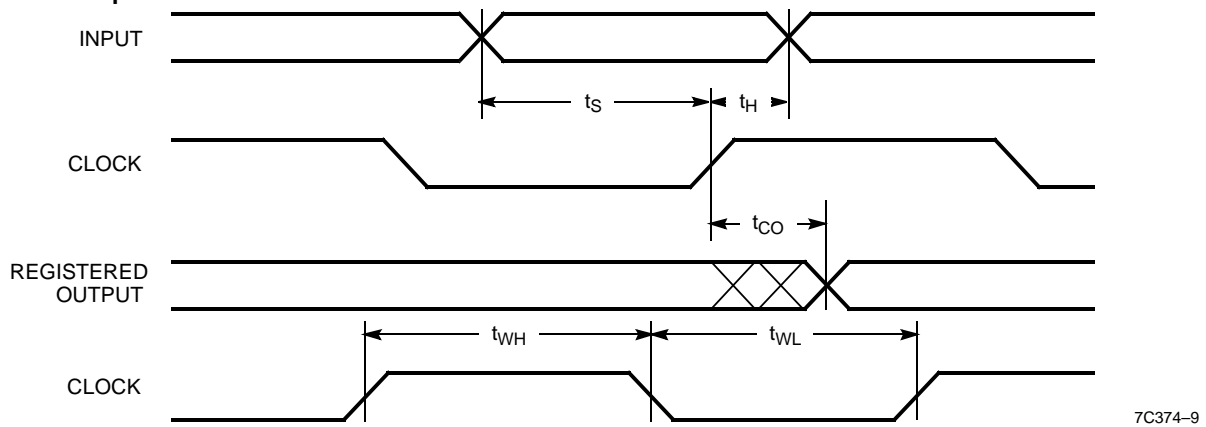 INPUT
tS
tH
CLOCK
tCO
REGISTERED
OUTPUT
tWH
tWL
CLOCK
7C374–9